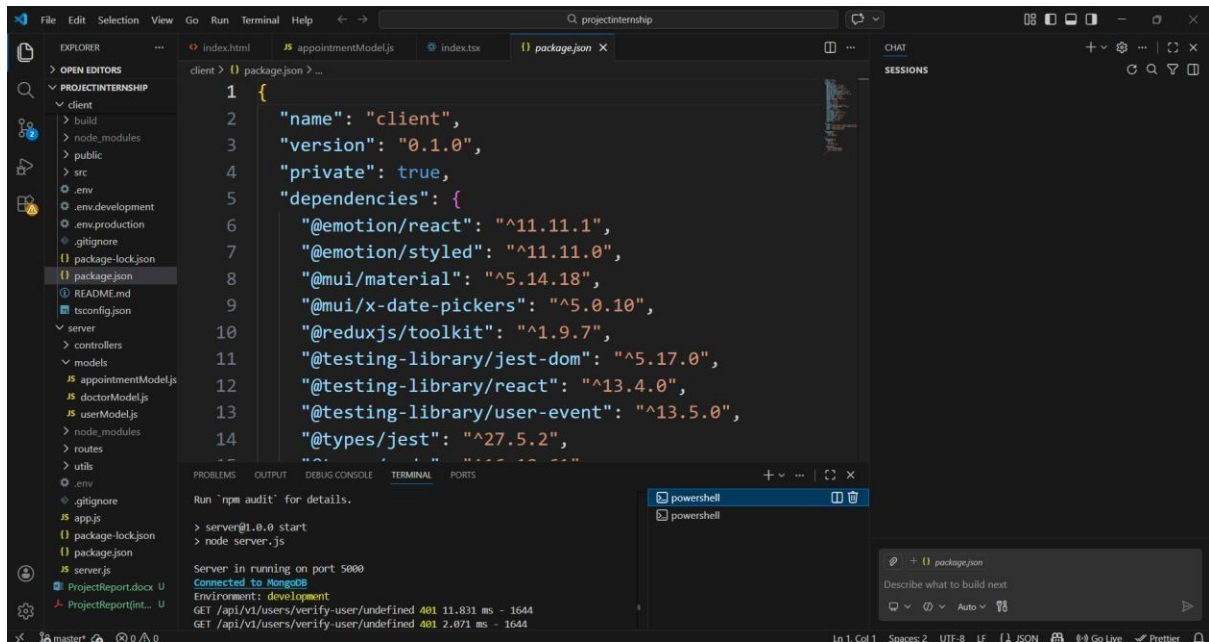 File Edit Selection View Go Run Terminal Help
projectinternship
EXPLORER
OPEN EDITORS
PROJECTINTERNSHIP
client
build
node_modules
public
src
.env
.env.development
.env.production
.gitignore
package-lock.json
package.json
README.md
tsconfig.json
server
controllers
models
JS appointmentModel.js
JS doctorModel.js
JS userModel.js
node_modules
routes
utils
.env
.gitignore
JS app.js
package-lock.json
package.json
JS server.js
ProjectReport.docx U
ProjectReport(int... U
index.html JS appointmentModel.js index.tsx {} package.json
client > {} package.json > ...
1 {
2 "name": "client",
3 "version": "0.1.0",
4 "private": true,
5 "dependencies": {
6 "@emotion/react": "^11.11.1",
7 "@emotion/styled": "^11.11.0",
8 "@mui/material": "^5.14.18",
9 "@mui/x-date-pickers": "^5.0.10",
10 "@reduxjs/toolkit": "^1.9.7",
11 "@testing-library/jest-dom": "^5.17.0",
12 "@testing-library/react": "^13.4.0",
13 "@testing-library/user-event": "^13.5.0",
14 "@types/jest": "^27.5.2",
PROBLEMS OUTPUT DEBUG CONSOLE TERMINAL PORTS
Run `npm audit` for details.
> server@1.0.0 start
> node server.js
Server in running on port 5000
Connected to MongoDB
Environment: development
GET /api/v1/users/verify-user/undefined 401 11.831 ms - 1644
GET /api/v1/users/verify-user/undefined 401 2.071 ms - 1644
powershell
powershell
CHAT
SESSIONS
{} package.json
Describe what to build next
Auto
master* 0 0 Ln 1, Col 1 Spaces: 2 UTF-8 LF {} JSON Go Live Prettier